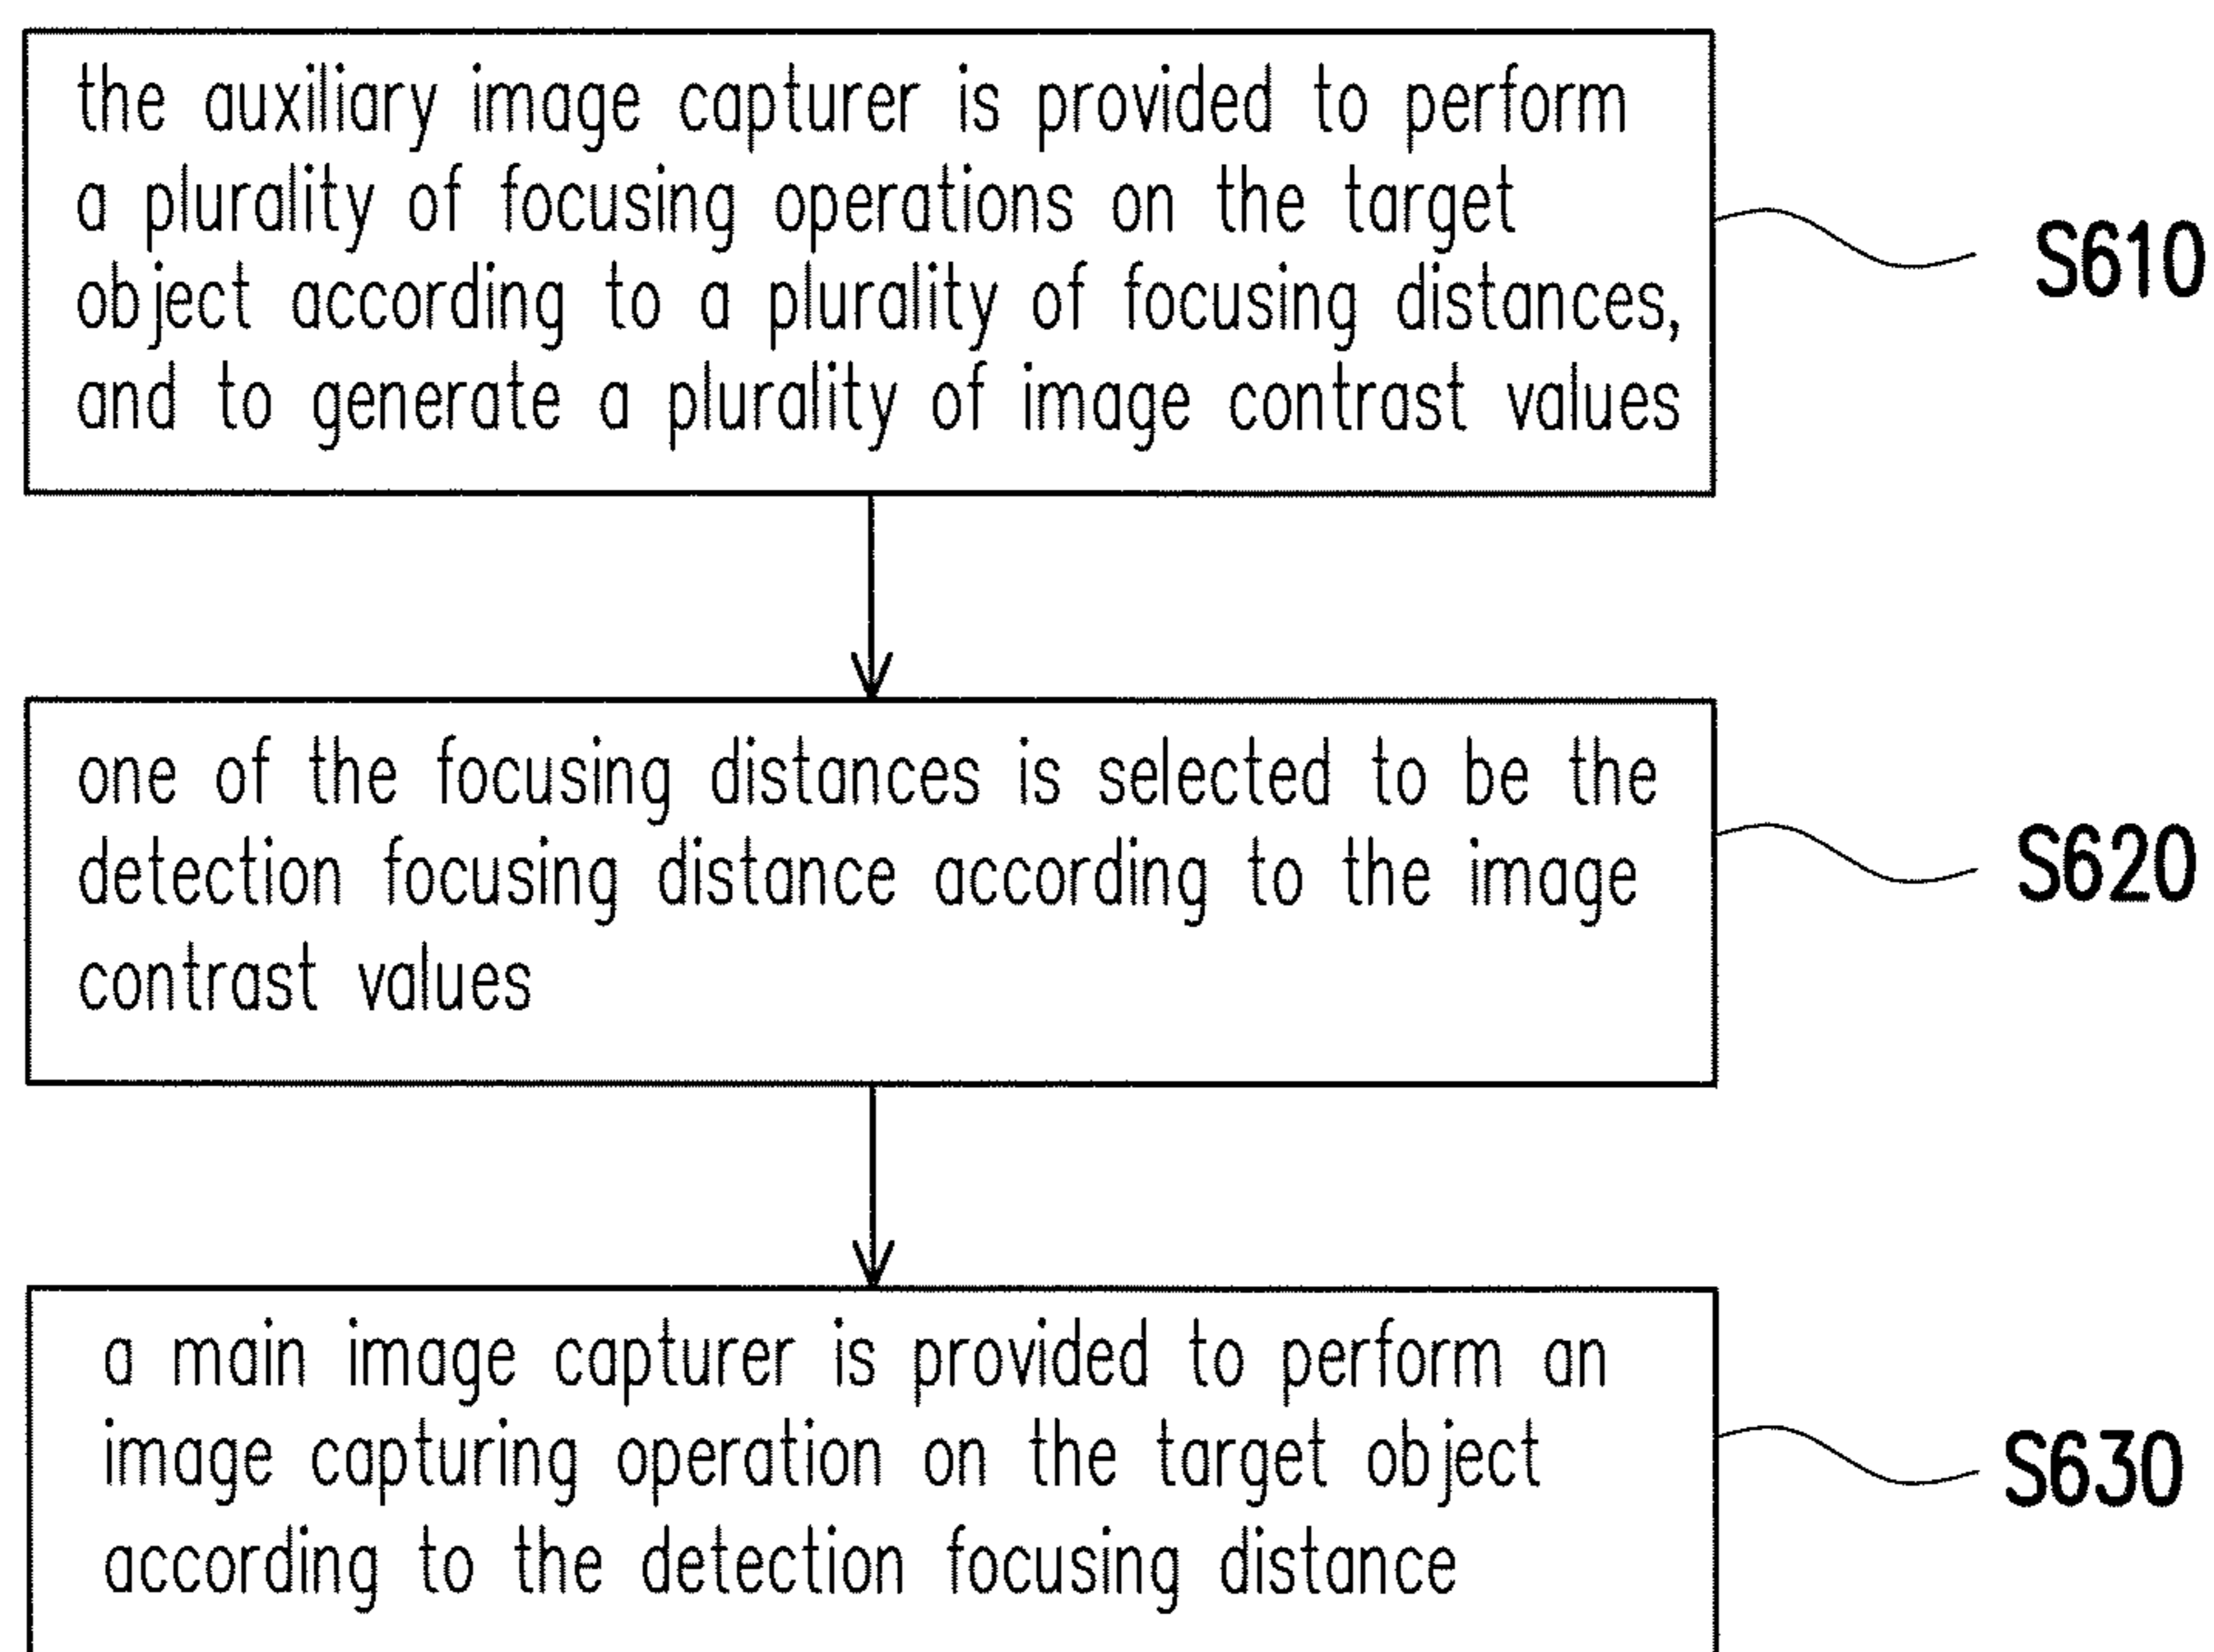 the auxiliary image capturer is provided to perform
a plurality of focusing operations on the target
object according to a plurality of focusing distances,
and to generate a plurality of image contrast values
S610
one of the focusing distances is selected to be the
detection focusing distance according to the image
contrast values
S620
a main image capturer is provided to perform an
image capturing operation on the target object
according to the detection focusing distance
S630